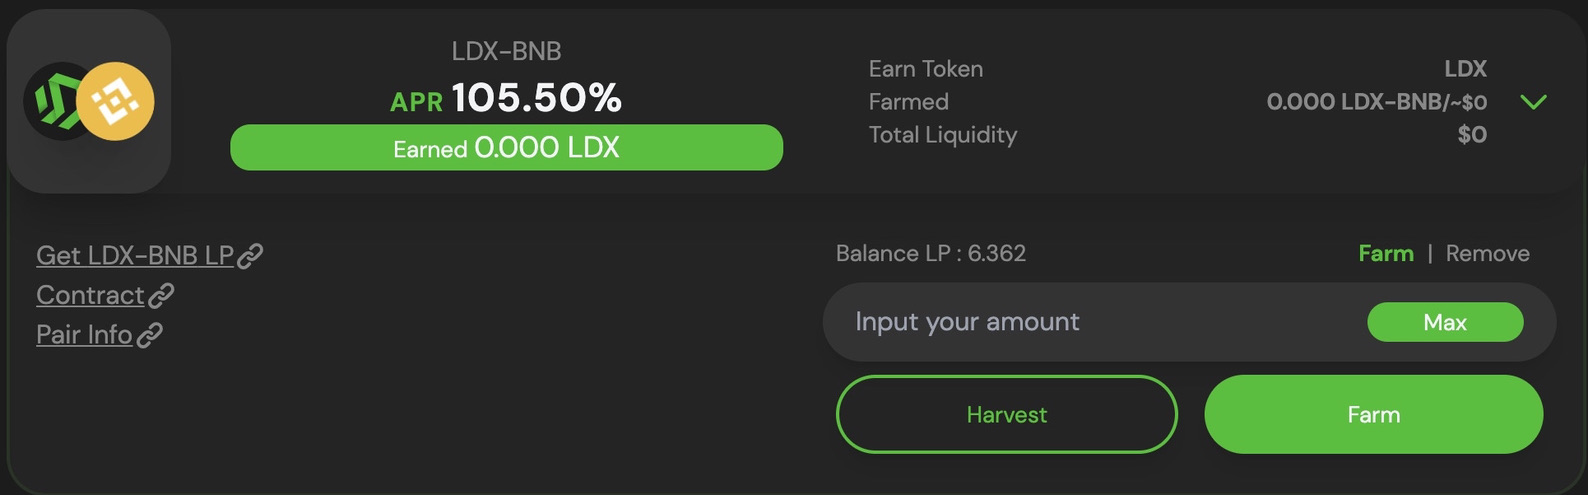 LDX-BNB
APR 105.50%
Earned 0.000 LDX
Earn Token LDX
Farmed 0.000 LDX-BNB/~$0
Total Liquidity $0
Get LDX-BNB LP
Contract
Pair Info
Balance LP : 6.362 Farm | Remove
Input your amount Max
Harvest Farm